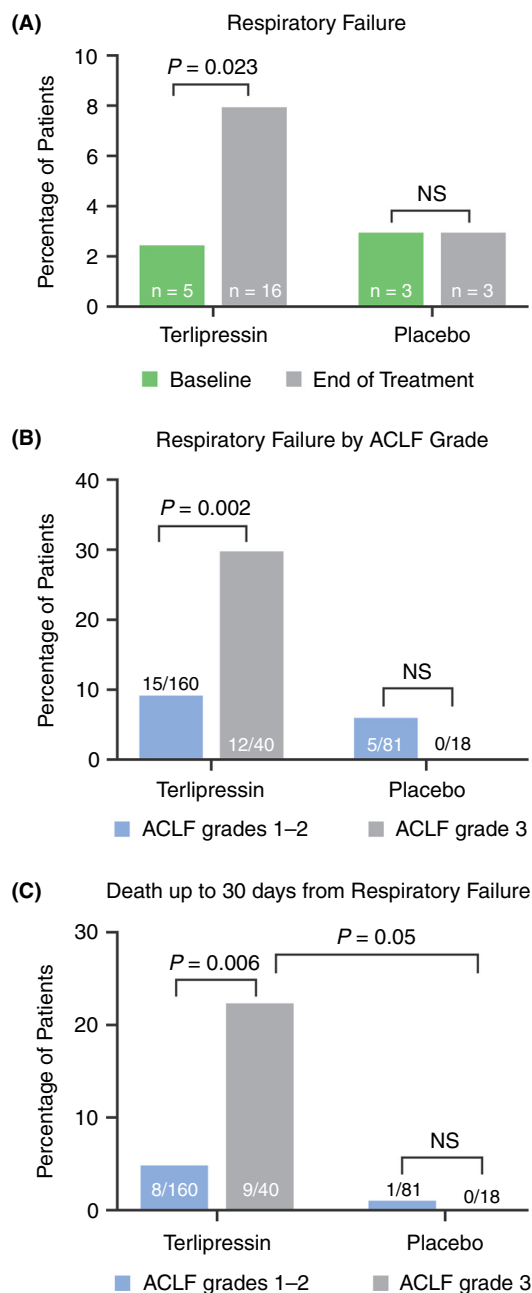 (A) Respiratory Failure
10
P = 0.023
8
6
NS
4
2
0
Percentage of Patients
n = 5 n = 16 n = 3 n = 3
Terlipressin Placebo
Baseline End of Treatment
(B) Respiratory Failure by ACLF Grade
40
P = 0.002
30
20
NS
15/160
10
0
Percentage of Patients
12/40 5/81 0/18
Terlipressin Placebo
ACLF grades 1–2 ACLF grade 3
(C) Death up to 30 days from Respiratory Failure
30
P = 0.05
P = 0.006
20
10
NS
0
Percentage of Patients
8/160 9/40 1/81 0/18
Terlipressin Placebo
ACLF grades 1–2 ACLF grade 3